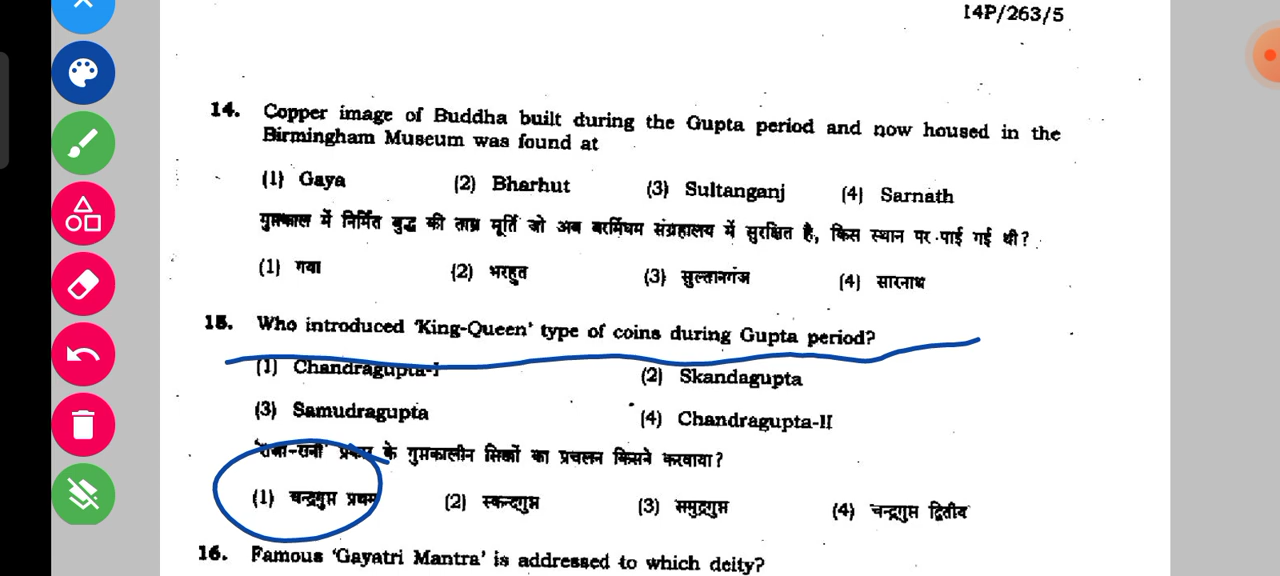 14P/263/5
14. Copper image of Buddha built during the Gupta period and now housed in the
Birmingham Museum was found at
(1) Gaya (2) Bharhut (3) Sultanganj (4) Sarnath
गुप्तकाल में निर्मित बुद्ध की ताम्र मूर्ति जो अब बरमिंघम संग्रहालय में सुरक्षित है, किस स्थान पर पाई गई थी?
(1) गया (2) भरहुत (3) सुल्तानगंज (4) सारनाथ
15. Who introduced 'King-Queen' type of coins during Gupta period?
(1) Chandragupta-I (2) Skandagupta
(3) Samudragupta (4) Chandragupta-II
'राजा-रानी' प्रकार के गुप्तकालीन सिक्कों का प्रचलन किसने करवाया?
(1) चन्द्रगुप्त प्रथम (2) स्कन्दगुप्त (3) समुद्रगुप्त (4) चन्द्रगुप्त द्वितीय
16. Famous 'Gayatri Mantra' is addressed to which deity?